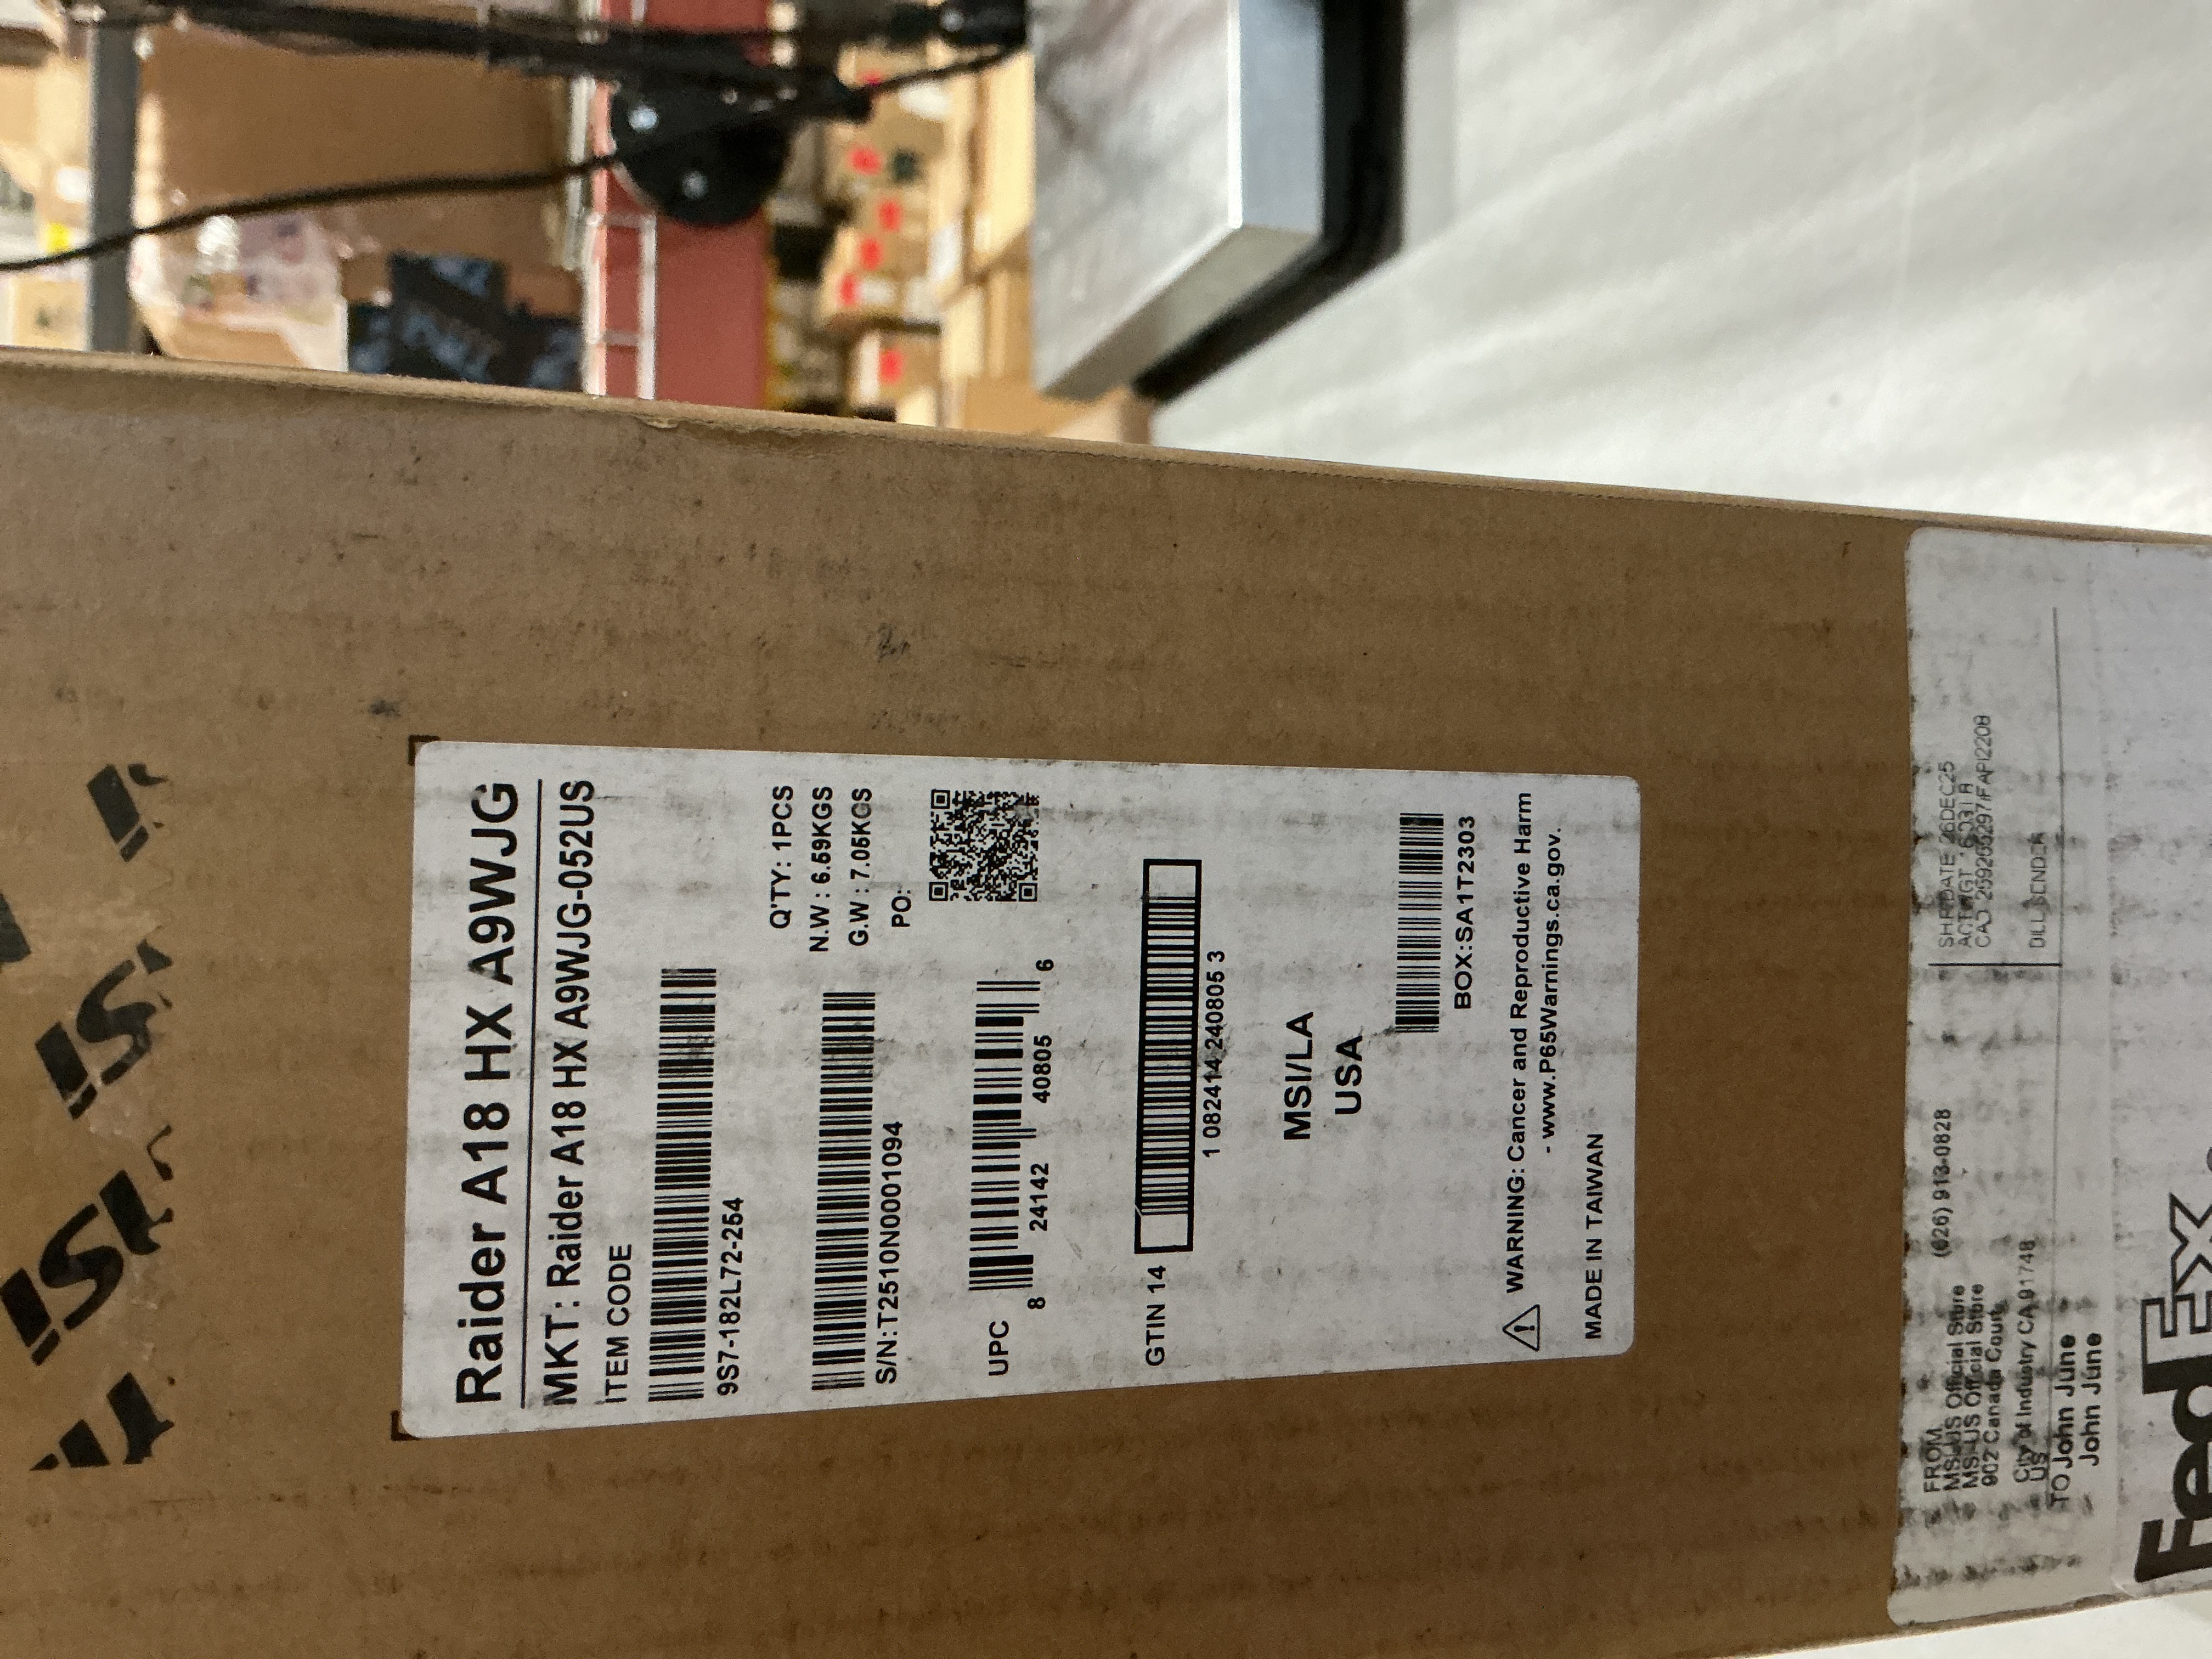 Raider A18 HX A9WJG
MKT: Raider A18 HX A9WJG-052US
ITEM CODE
9S7-182L72-254
Q'TY: 1PCS
N.W : 6.59KGS
G.W : 7.05KGS
PO:
S/N:T2510N0001094
UPC
8 24142 40805 6
GTIN 14
1 0824142408053
MSI/LA
USA
BOX:SA1T2303
WARNING: Cancer and Reproductive Harm
- www.P65Warnings.ca.gov.
MADE IN TAIWAN
FROM (626) 913-0828
MSI-US Official Store
MSI-US Official Store
902 Canada Court
City of Industry CA 91748
US
SHIPDATE 26DEC25
BILL SENDER
TO John June
John June
FedEx